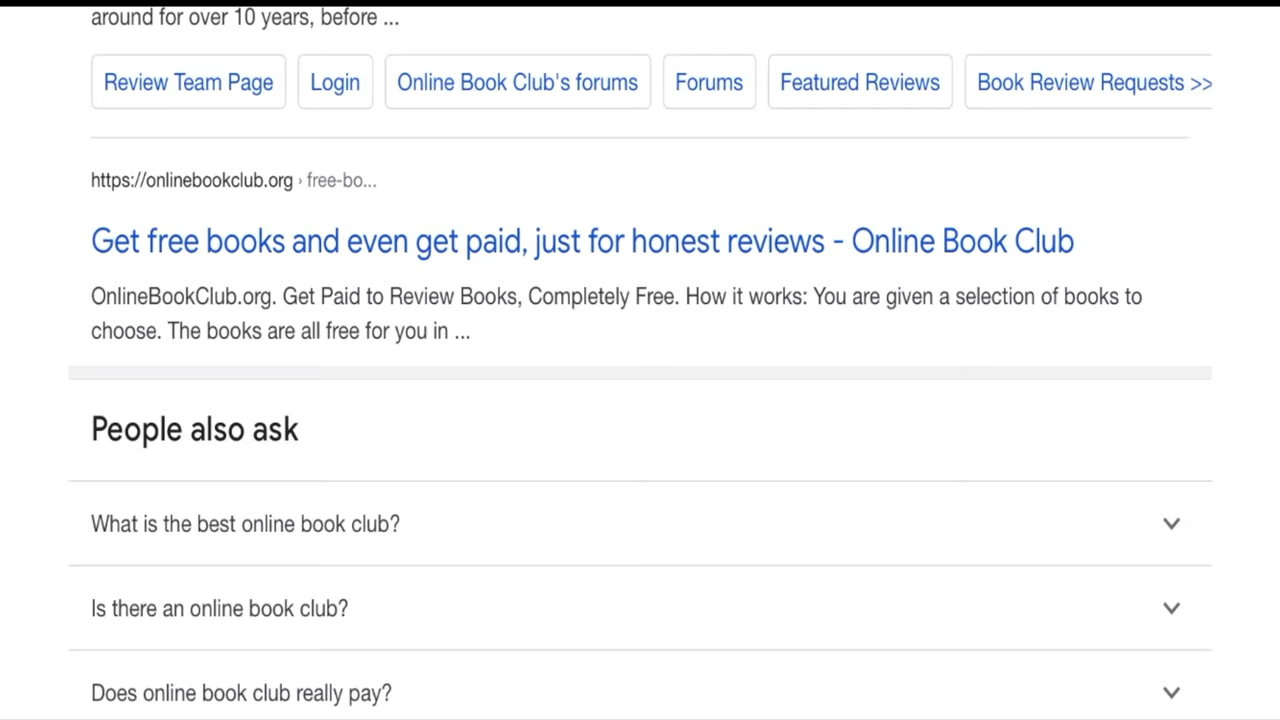 around for over 10 years, before ...
Review Team Page
Login
Online Book Club's forums
Forums
Featured Reviews
Book Review Requests >>
https://onlinebookclub.org › free-bo...
Get free books and even get paid, just for honest reviews - Online Book Club
OnlineBookClub.org. Get Paid to Review Books, Completely Free. How it works: You are given a selection of books to
choose. The books are all free for you in ...
People also ask
What is the best online book club?
Is there an online book club?
Does online book club really pay?